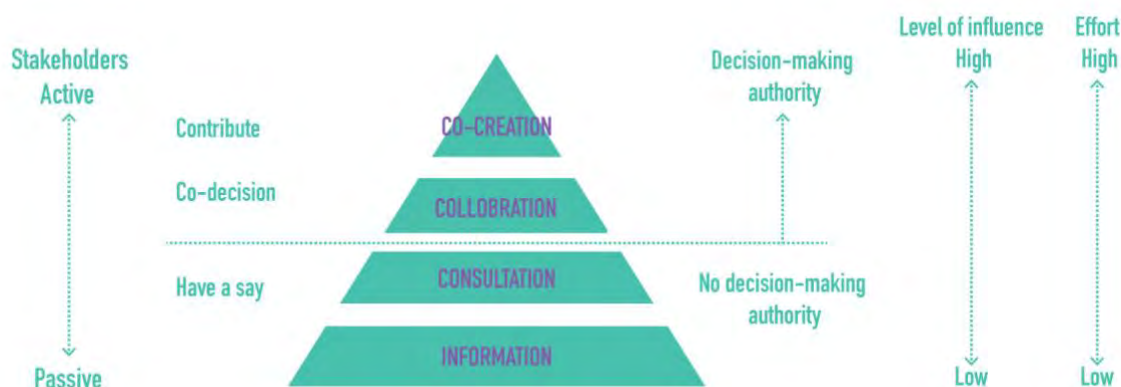 Stakeholders
Active
Passive
Contribute
Co-decision
Have a say
CO-CREATION
COLLOBRATION
CONSULTATION
INFORMATION
Decision-making
authority
No decision-making
authority
Level of influence
High
Low
Effort
High
Low